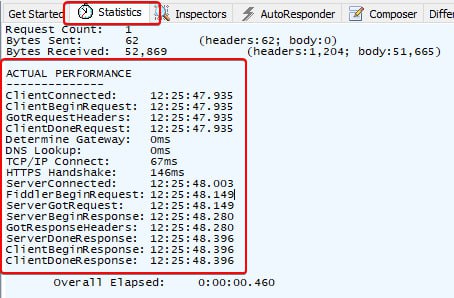 Get Started Statistics Inspectors AutoResponder Composer Differ
Request Count: 1
Bytes Sent: 62 (headers:62; body:0)
Bytes Received: 52,869 (headers:1,204; body:51,665)
ACTUAL PERFORMANCE
--------------
ClientConnected: 12:25:47.935
ClientBeginRequest: 12:25:47.935
GotRequestHeaders: 12:25:47.935
ClientDoneRequest: 12:25:47.935
Determine Gateway: 0ms
DNS Lookup: 0ms
TCP/IP Connect: 67ms
HTTPS Handshake: 146ms
ServerConnected: 12:25:48.003
FiddlerBeginRequest: 12:25:48.149
ServerGotRequest: 12:25:48.149
ServerBeginResponse: 12:25:48.280
GotResponseHeaders: 12:25:48.280
ServerDoneResponse: 12:25:48.396
ClientBeginResponse: 12:25:48.396
ClientDoneResponse: 12:25:48.396
Overall Elapsed: 0:00:00.460